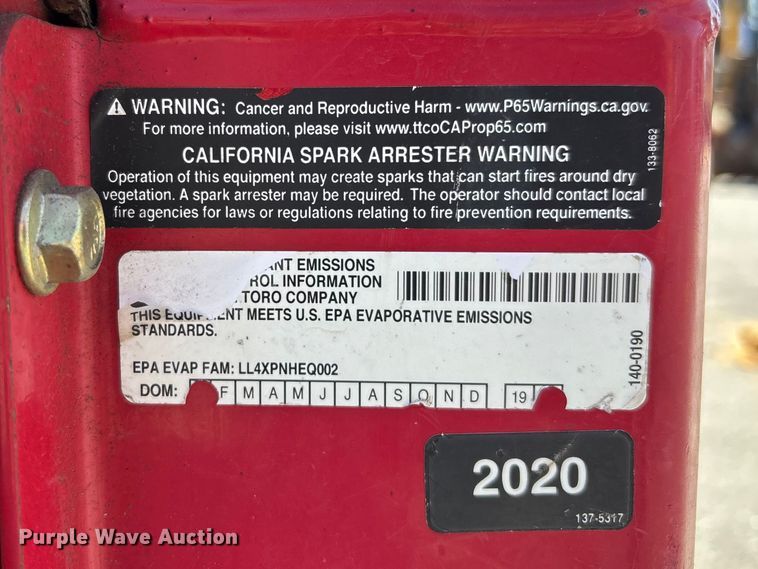 WARNING: Cancer and Reproductive Harm - www.P65Warnings.ca.gov.
For more information, please visit www.ttcoCAProp65.com
CALIFORNIA SPARK ARRESTER WARNING
Operation of this equipment may create sparks that can start fires around dry
vegetation. A spark arrester may be required. The operator should contact local
fire agencies for laws or regulations relating to fire prevention requirements.
133-8062
EMISSIONS
INFORMATION
TORO COMPANY
THIS MEETS U.S. EPA EVAPORATIVE EMISSIONS
STANDARDS.
EPA EVAP FAM: LL4XPNHEQ002
DOM: F M A M J J A S O N D 19
140-0190
2020
137-5317
Purple Wave Auction